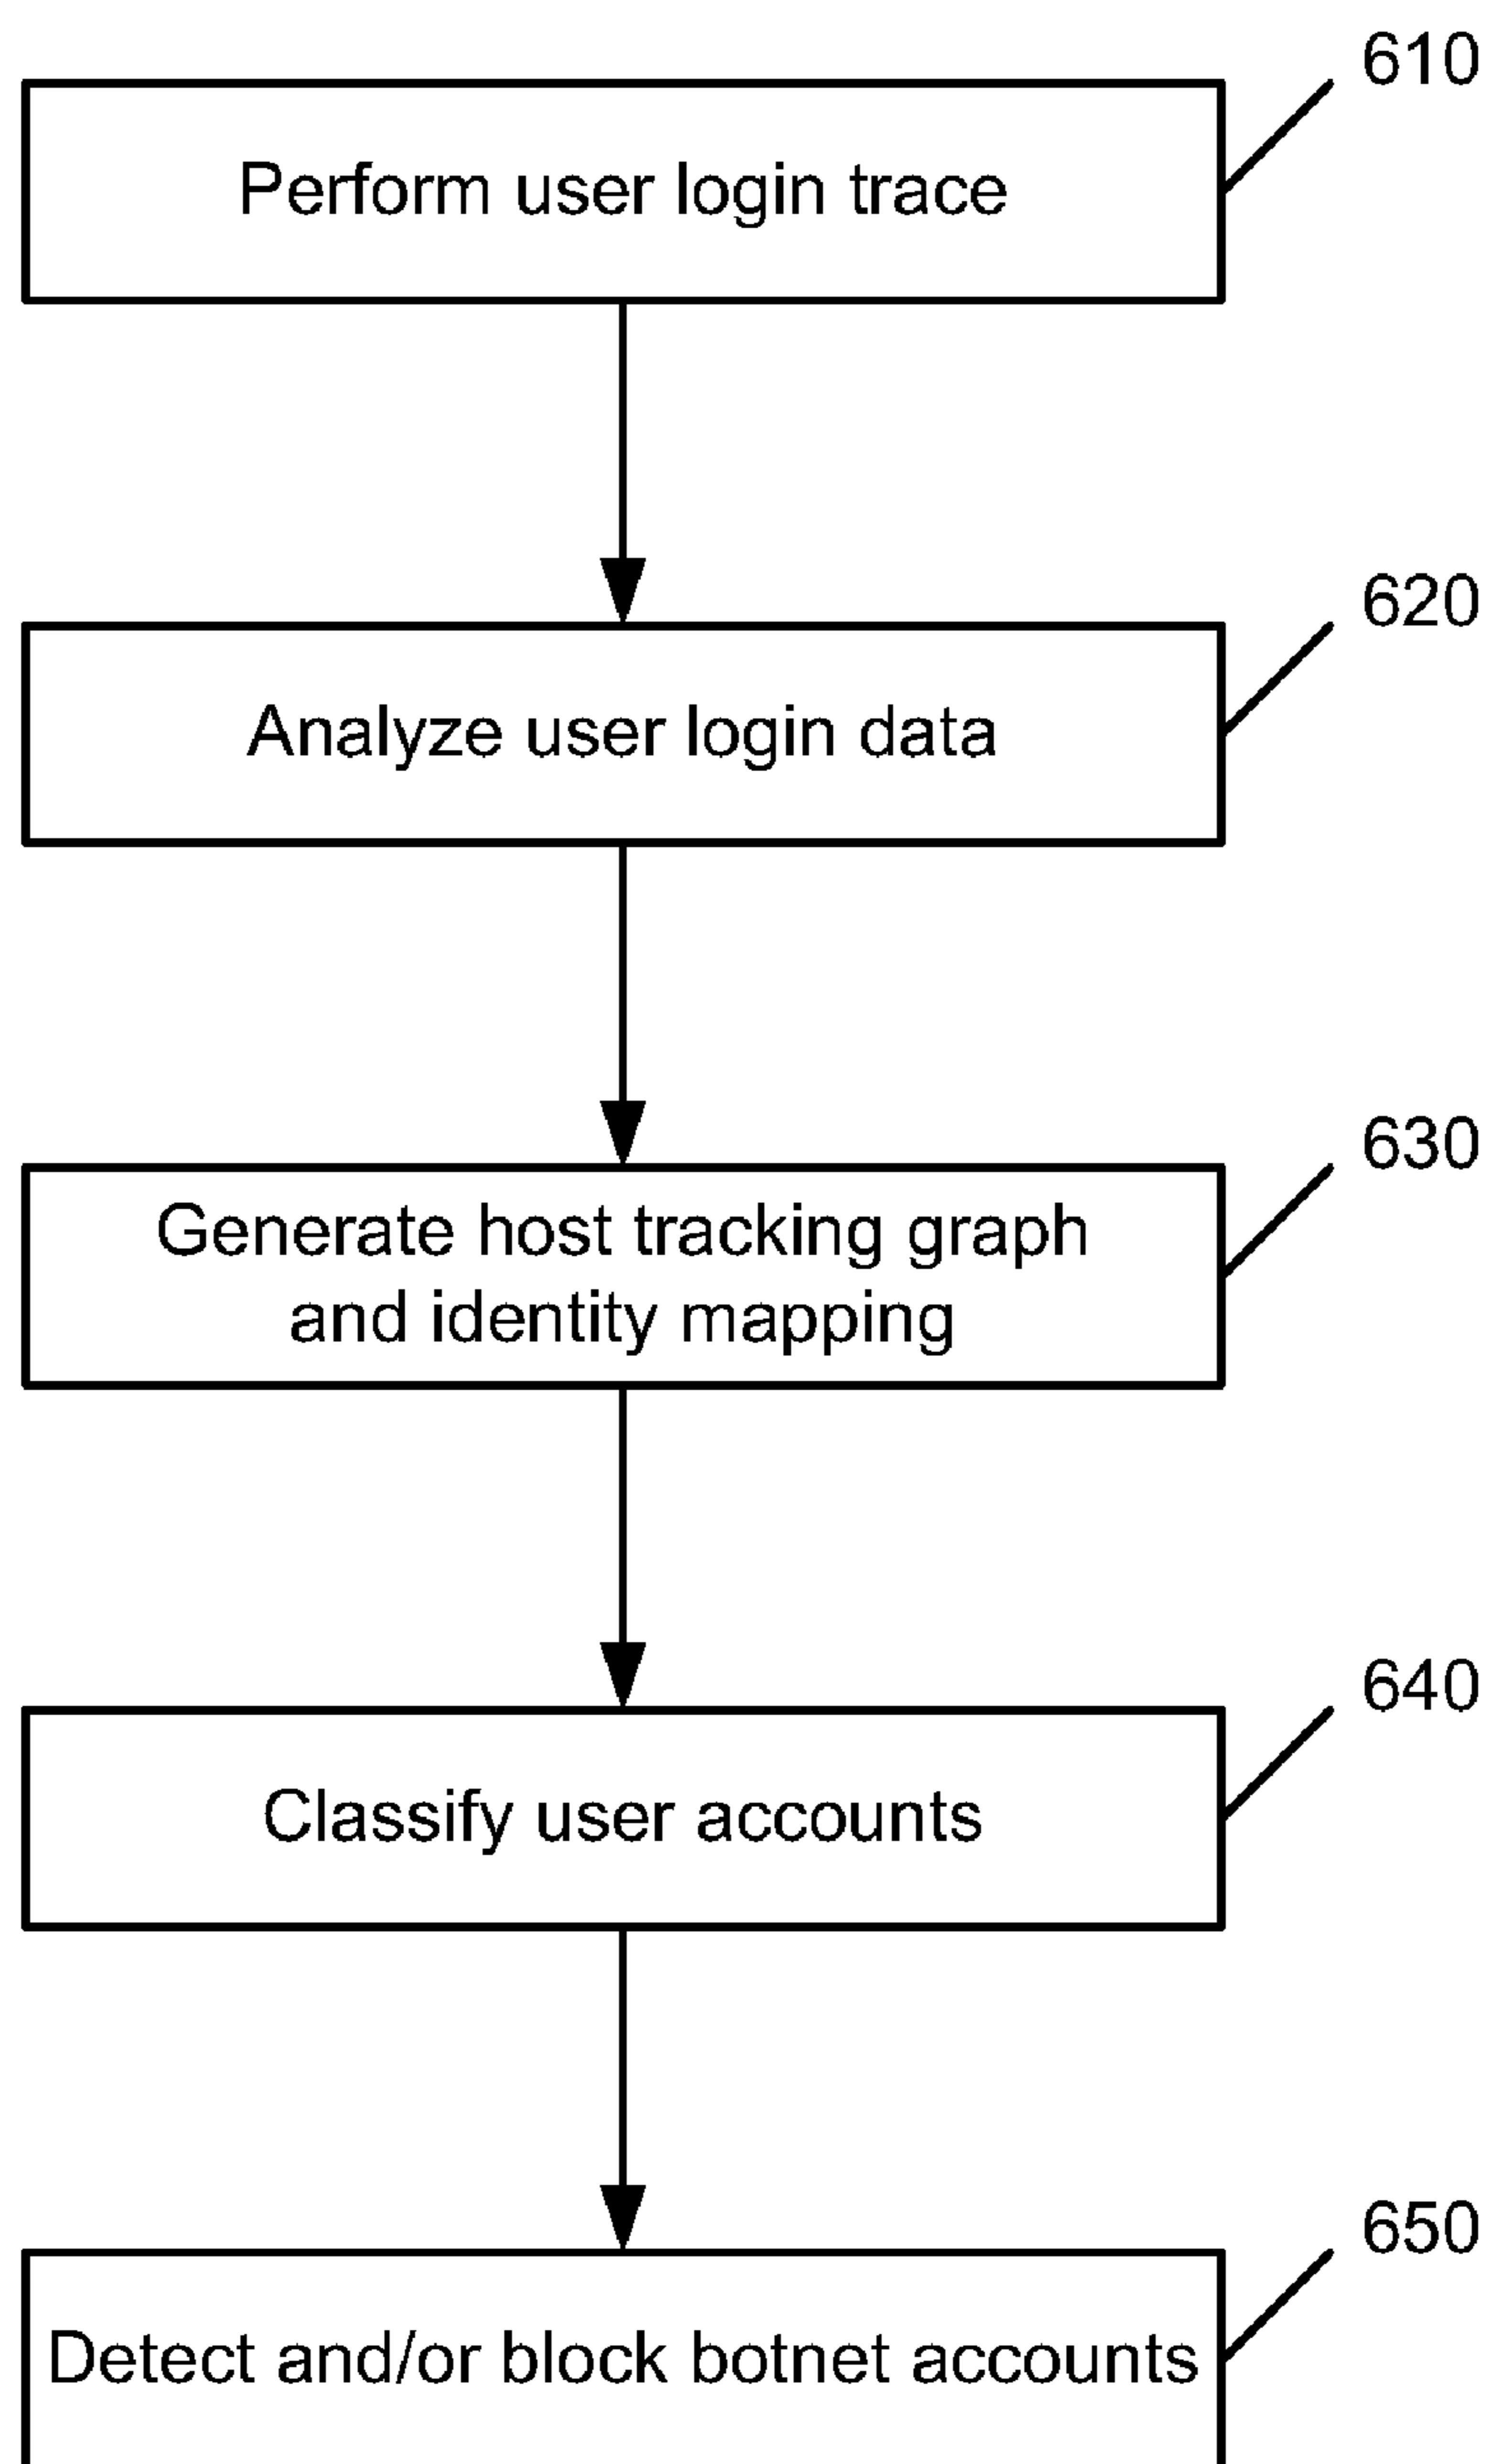 610
Perform user login trace
620
Analyze user login data
630
Generate host tracking graph
and identity mapping
640
Classify user accounts
650
Detect and/or block botnet accounts